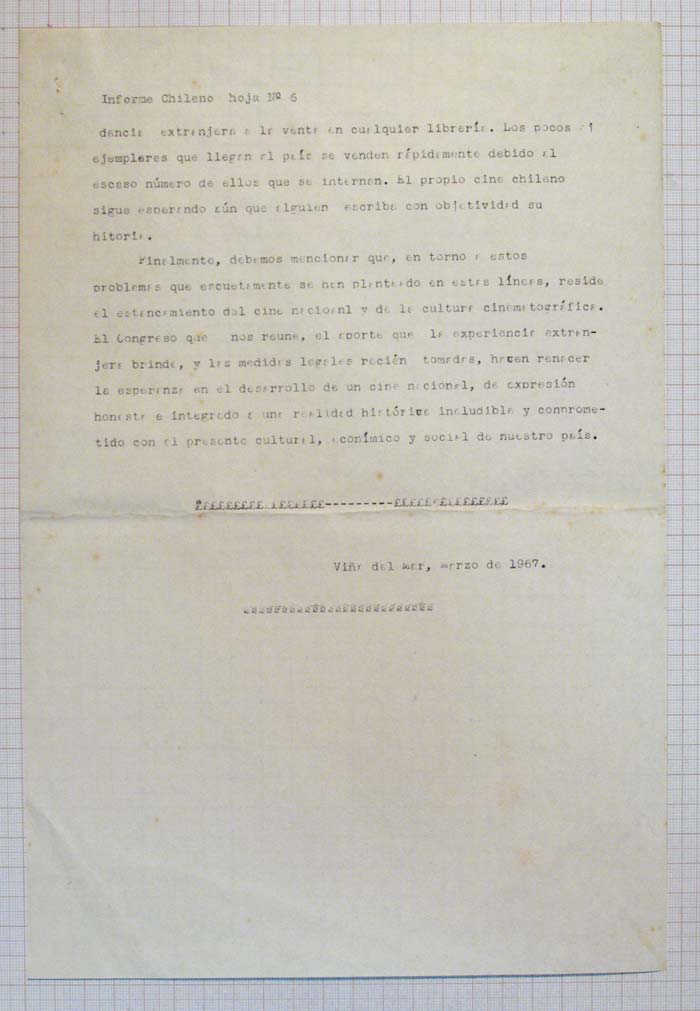 Informe Chileno hoja Nº 6
dencia extranjera a la venta en cualquier librería. Los pocos ej
ejempleres que llegan al país se venden rápidamente debido al
escaso número de ellos que se internan. El propio cine chileno
sigue esperando aún que alguien escriba con objetividad su
hitoria.
Finalmente, debemos mencionar que, en torno a estos
problemas que escuetamente se han planteado en estas líneas, reside
el estancamiento del cine nacioanl y de la cultura cinematográfica.
El Congreso que nos reune, el aporte que la experiencia extran-
jera brinde, y las medidas legales recién tomadas, hacen renacer
la esperanza en el desarrollo de un cine nacional, de expresión
honesta e integrado a una realidad histórica includible y comprome-
tido con el presente cultural, econímico y social de nuestro país.
Viña del Mar, marzo de 1967.